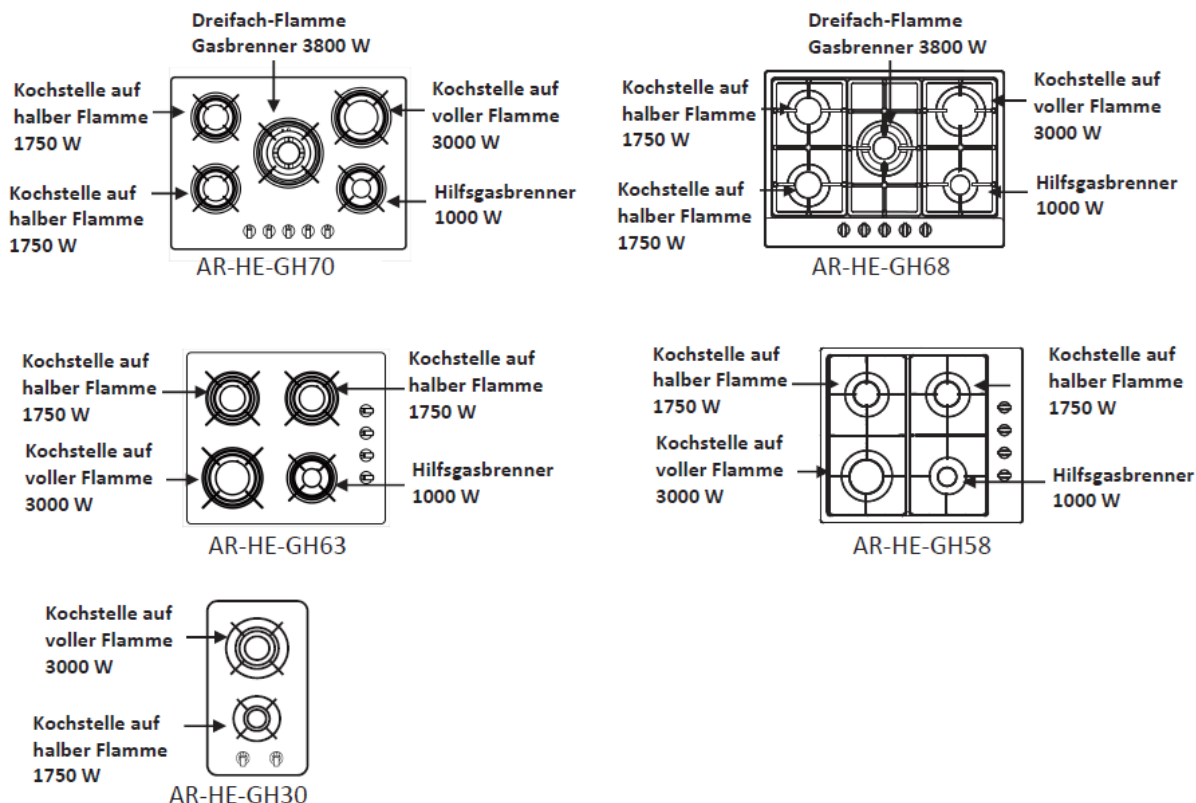 Dreifach-Flamme
Gasbrenner 3800 W
Kochstelle auf
halber Flamme
1750 W
Kochstelle auf
voller Flamme
3000 W
Kochstelle auf
halber Flamme
1750 W
Hilfsgasbrenner
1000 W
AR-HE-GH70
Dreifach-Flamme
Gasbrenner 3800 W
Kochstelle auf
halber Flamme
1750 W
Kochstelle auf
voller Flamme
3000 W
Kochstelle auf
halber Flamme
1750 W
Hilfsgasbrenner
1000 W
AR-HE-GH68
Kochstelle auf
halber Flamme
1750 W
Kochstelle auf
halber Flamme
1750 W
Kochstelle auf
voller Flamme
3000 W
Hilfsgasbrenner
1000 W
AR-HE-GH63
Kochstelle auf
halber Flamme
1750 W
Kochstelle auf
halber Flamme
1750 W
Kochstelle auf
voller Flamme
3000 W
Hilfsgasbrenner
1000 W
AR-HE-GH58
Kochstelle auf
voller Flamme
3000 W
Kochstelle auf
halber Flamme
1750 W
AR-HE-GH30